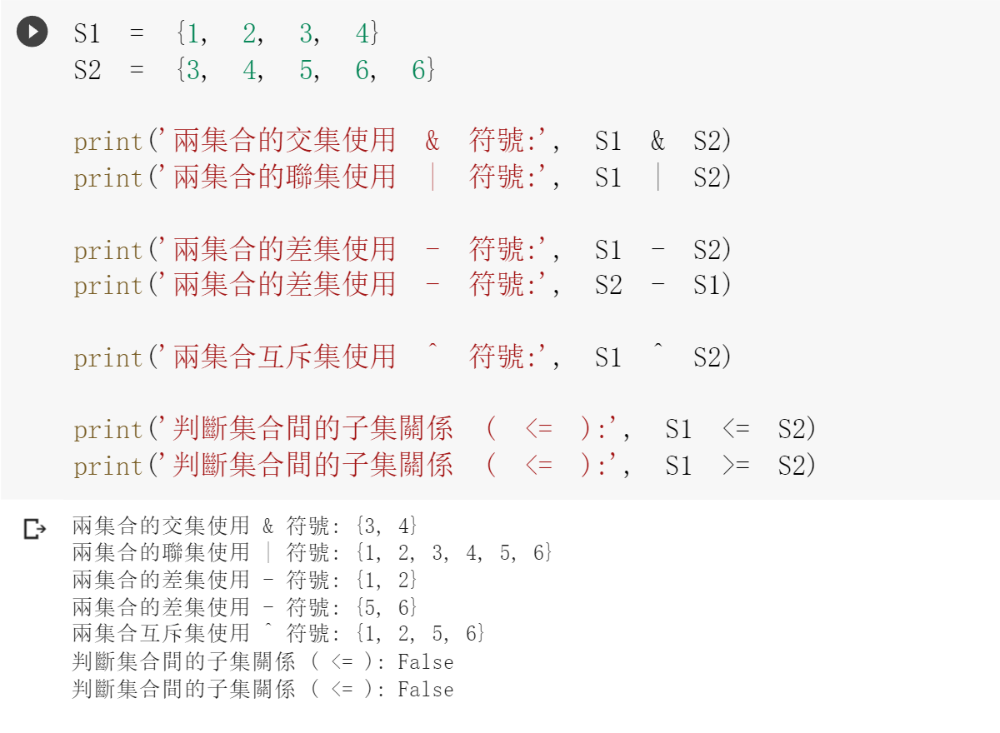 S1 = {1, 2, 3, 4}
S2 = {3, 4, 5, 6, 6}
print('兩集合的交集使用 & 符號:', S1 & S2)
print('兩集合的聯集使用 | 符號:', S1 | S2)
print('兩集合的差集使用 - 符號:', S1 - S2)
print('兩集合的差集使用 - 符號:', S2 - S1)
print('兩集合互斥集使用 ^ 符號:', S1 ^ S2)
print('判斷集合間的子集關係 ( <= ):', S1 <= S2)
print('判斷集合間的子集關係 ( <= ):', S1 >= S2)
兩集合的交集使用 & 符號: {3, 4}
兩集合的聯集使用 | 符號: {1, 2, 3, 4, 5, 6}
兩集合的差集使用 - 符號: {1, 2}
兩集合的差集使用 - 符號: {5, 6}
兩集合互斥集使用 ^ 符號: {1, 2, 5, 6}
判斷集合間的子集關係 ( <= ): False
判斷集合間的子集關係 ( <= ): False